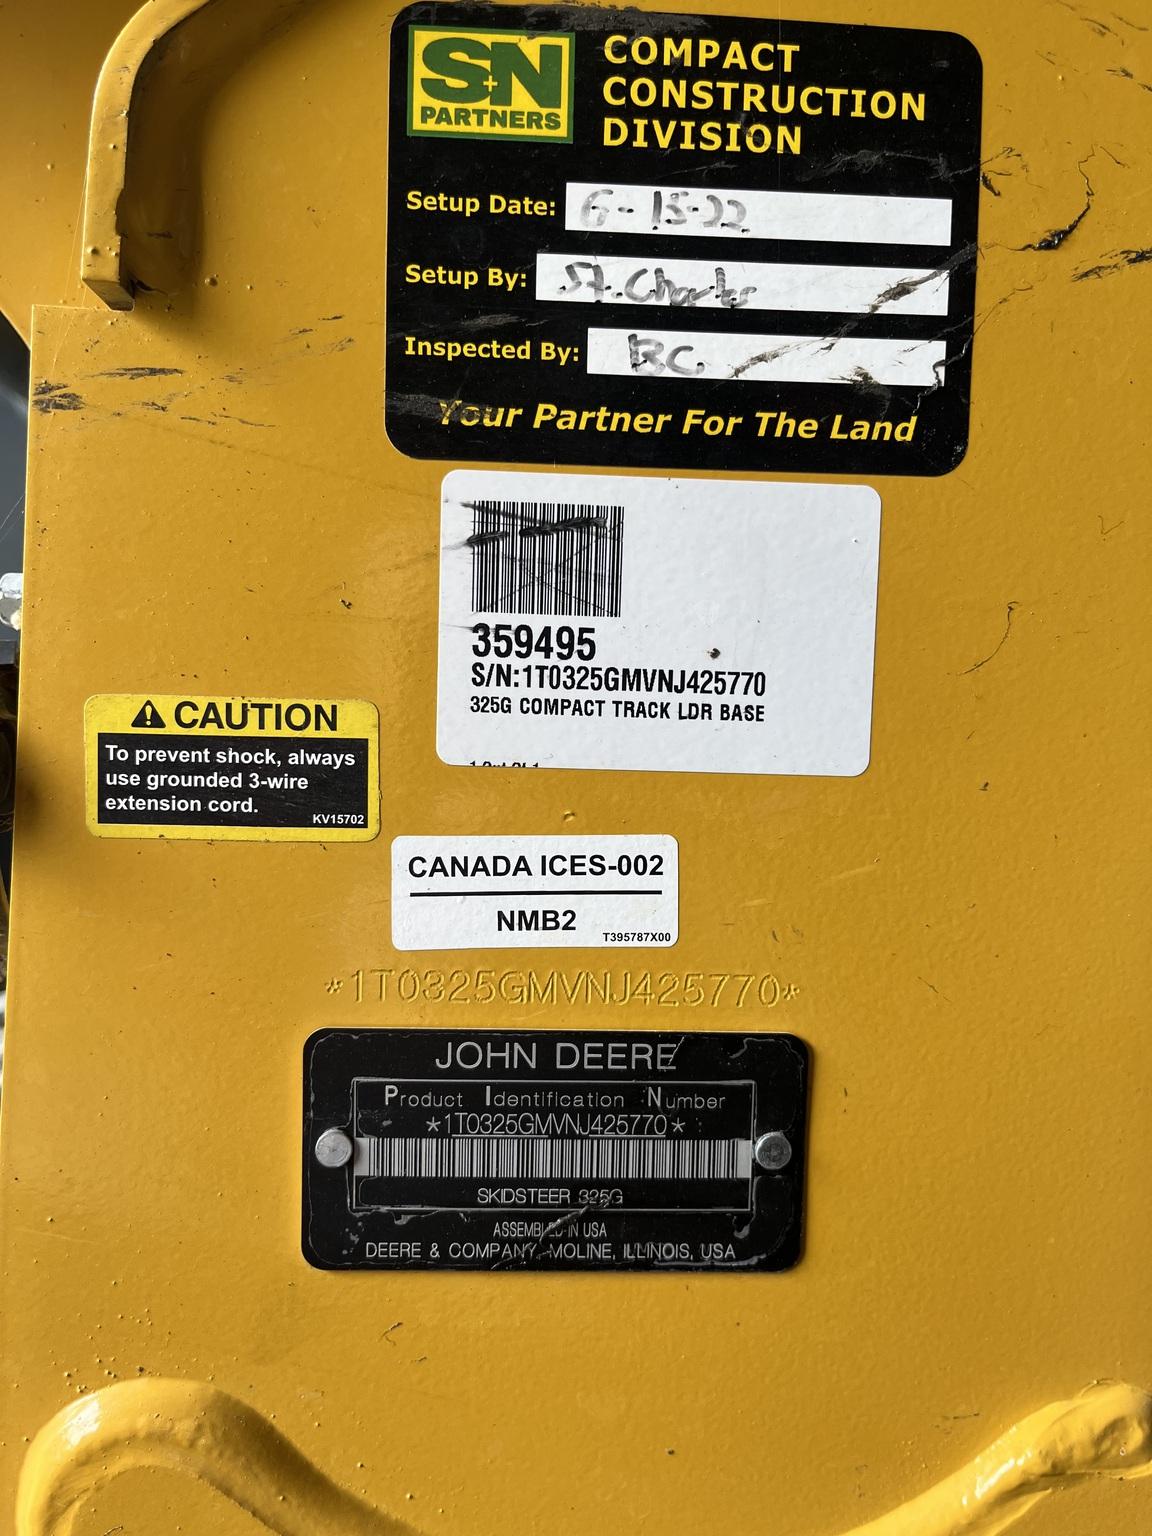 S+N
PARTNERS
COMPACT
CONSTRUCTION
DIVISION
Setup Date: 6-15-22
Setup By: St. Charles
Inspected By: BC
Your Partner For The Land
359495
S/N:1T0325GMVNJ425770
325G COMPACT TRACK LDR BASE
CAUTION
To prevent shock, always
use grounded 3-wire
extension cord.
KV15702
CANADA ICES-002
NMB2
T395787X00
*1T0325GMVNJ425770*
JOHN DEERE
Product Identification Number
*1T0325GMVNJ425770*
SKIDSTEER 325G
ASSEMBLED IN USA
DEERE & COMPANY, MOLINE, ILLINOIS, USA